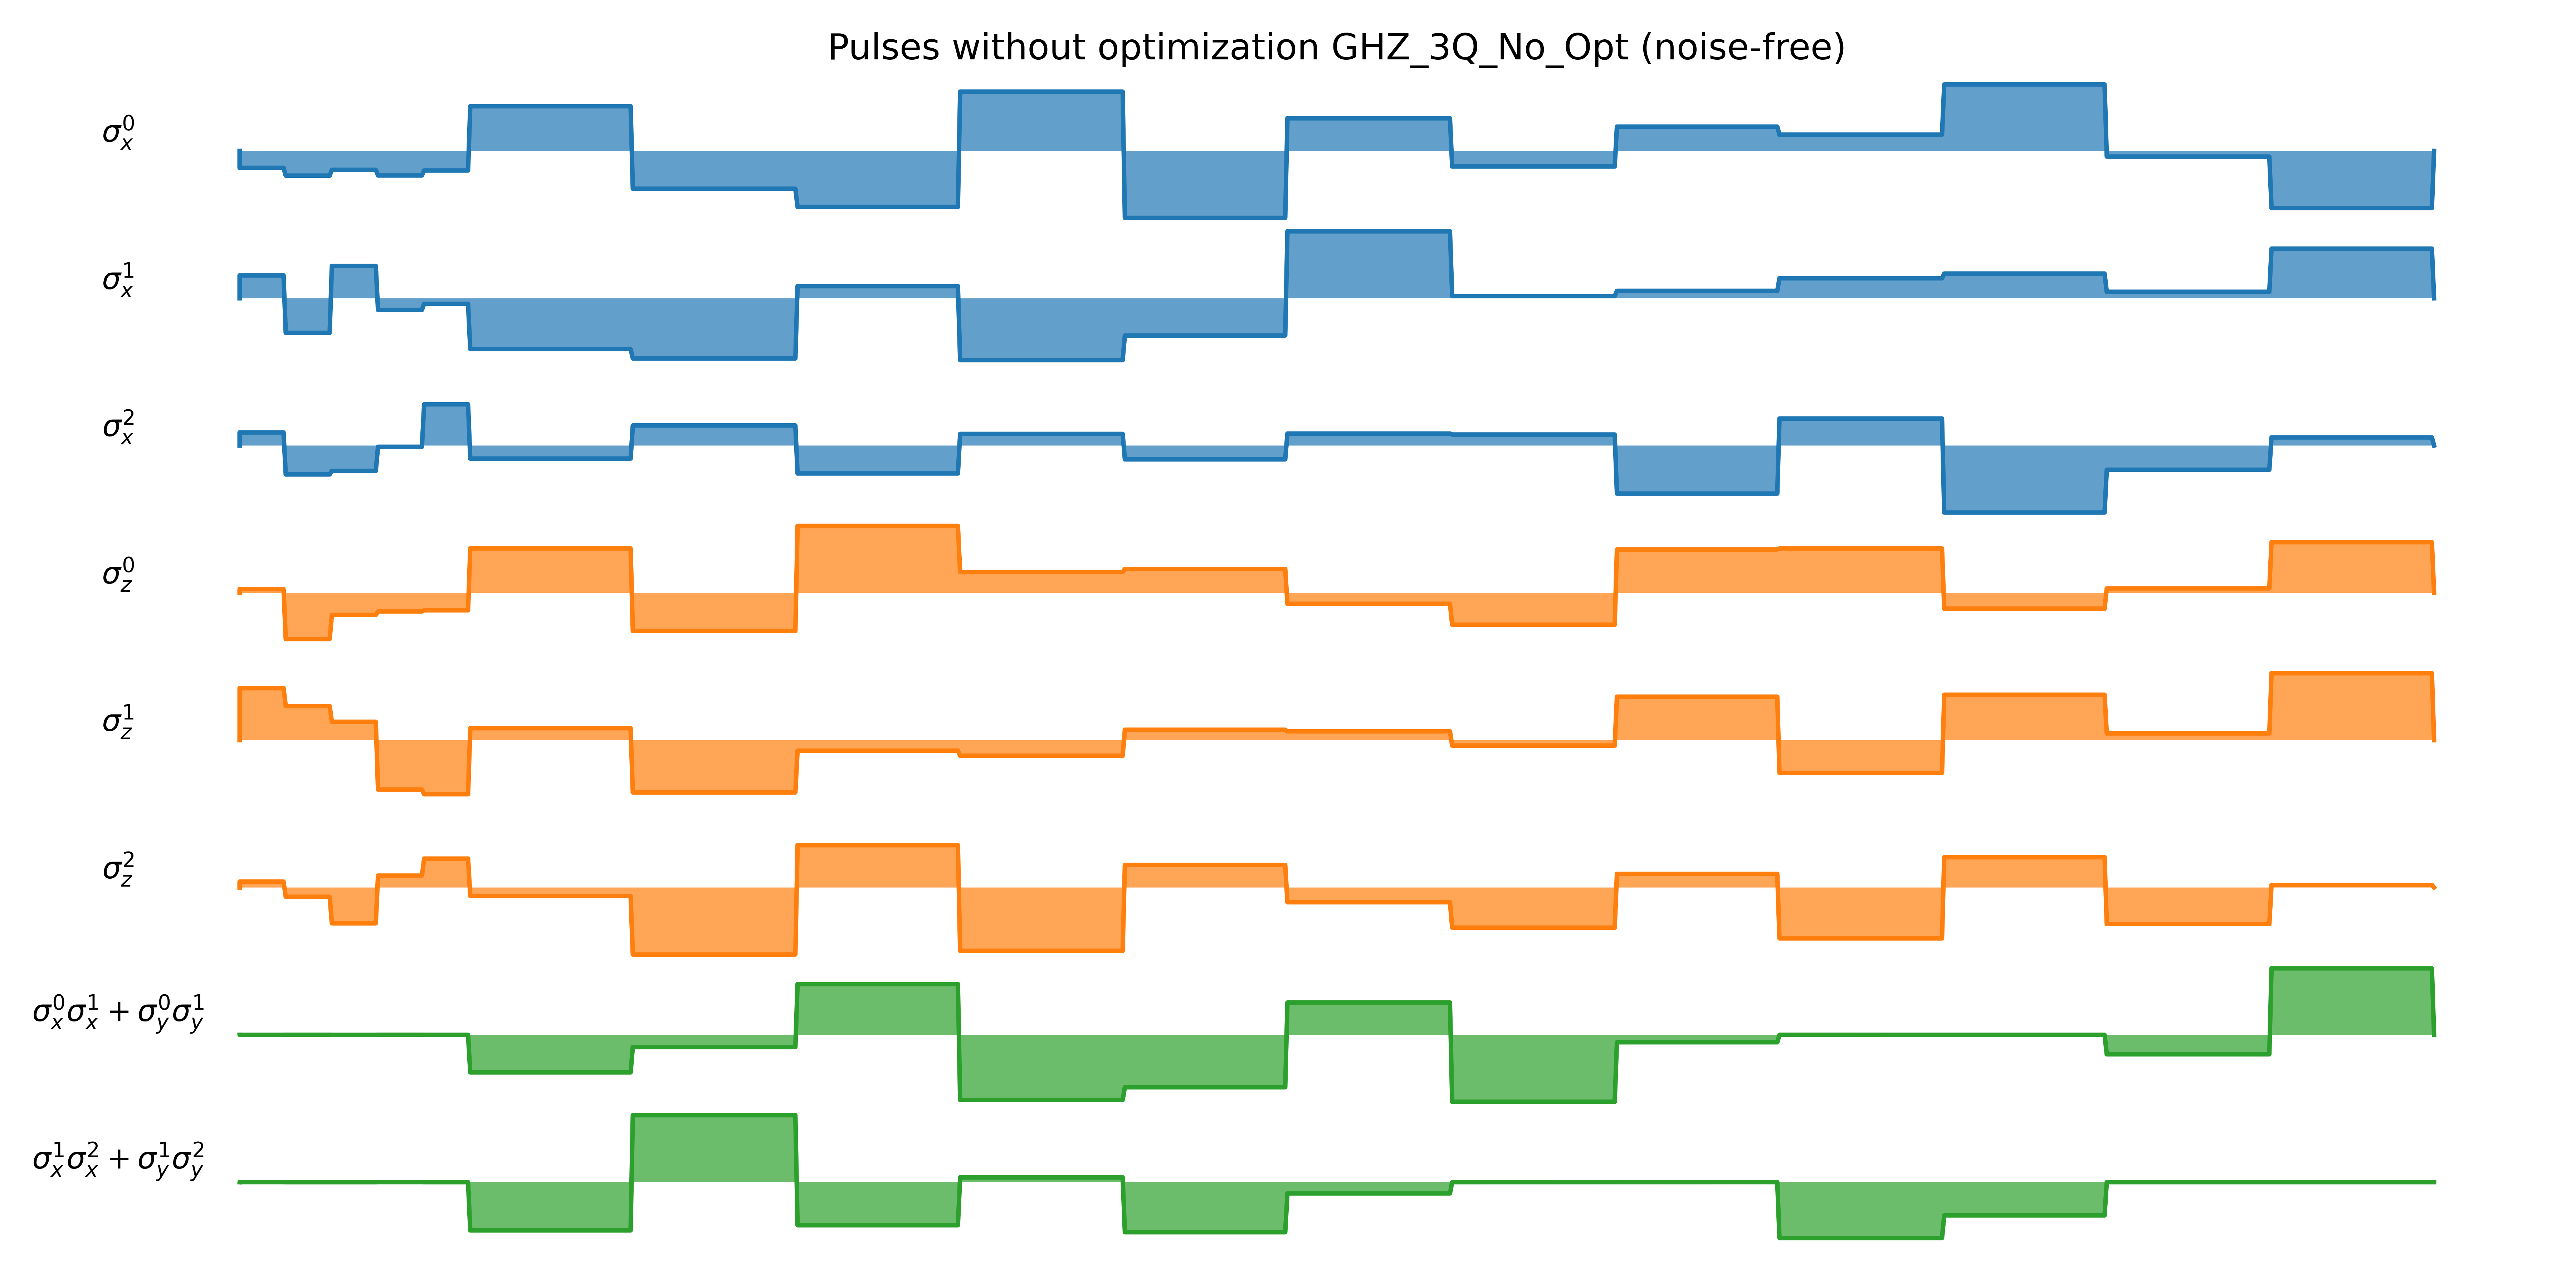 Pulses without optimization GHZ_3Q_No_Opt (noise-free)
σ_x^0
σ_x^1
σ_x^2
σ_z^0
σ_z^1
σ_z^2
σ_x^0σ_x^1 + σ_y^0σ_y^1
σ_x^1σ_x^2 + σ_y^1σ_y^2